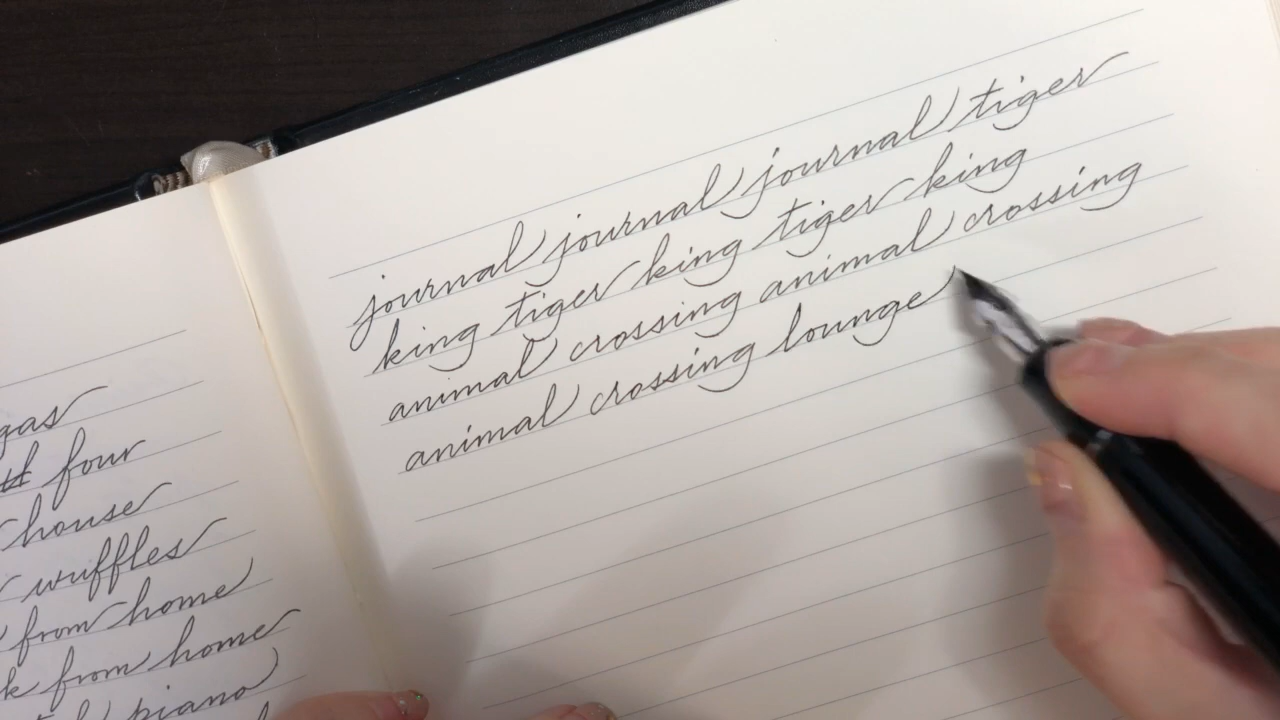 gas
four
house
wuffles
from home
from home
piano
journal journal journal tiger
king tiger king tiger king
animal crossing animal crossing
animal crossing lounge